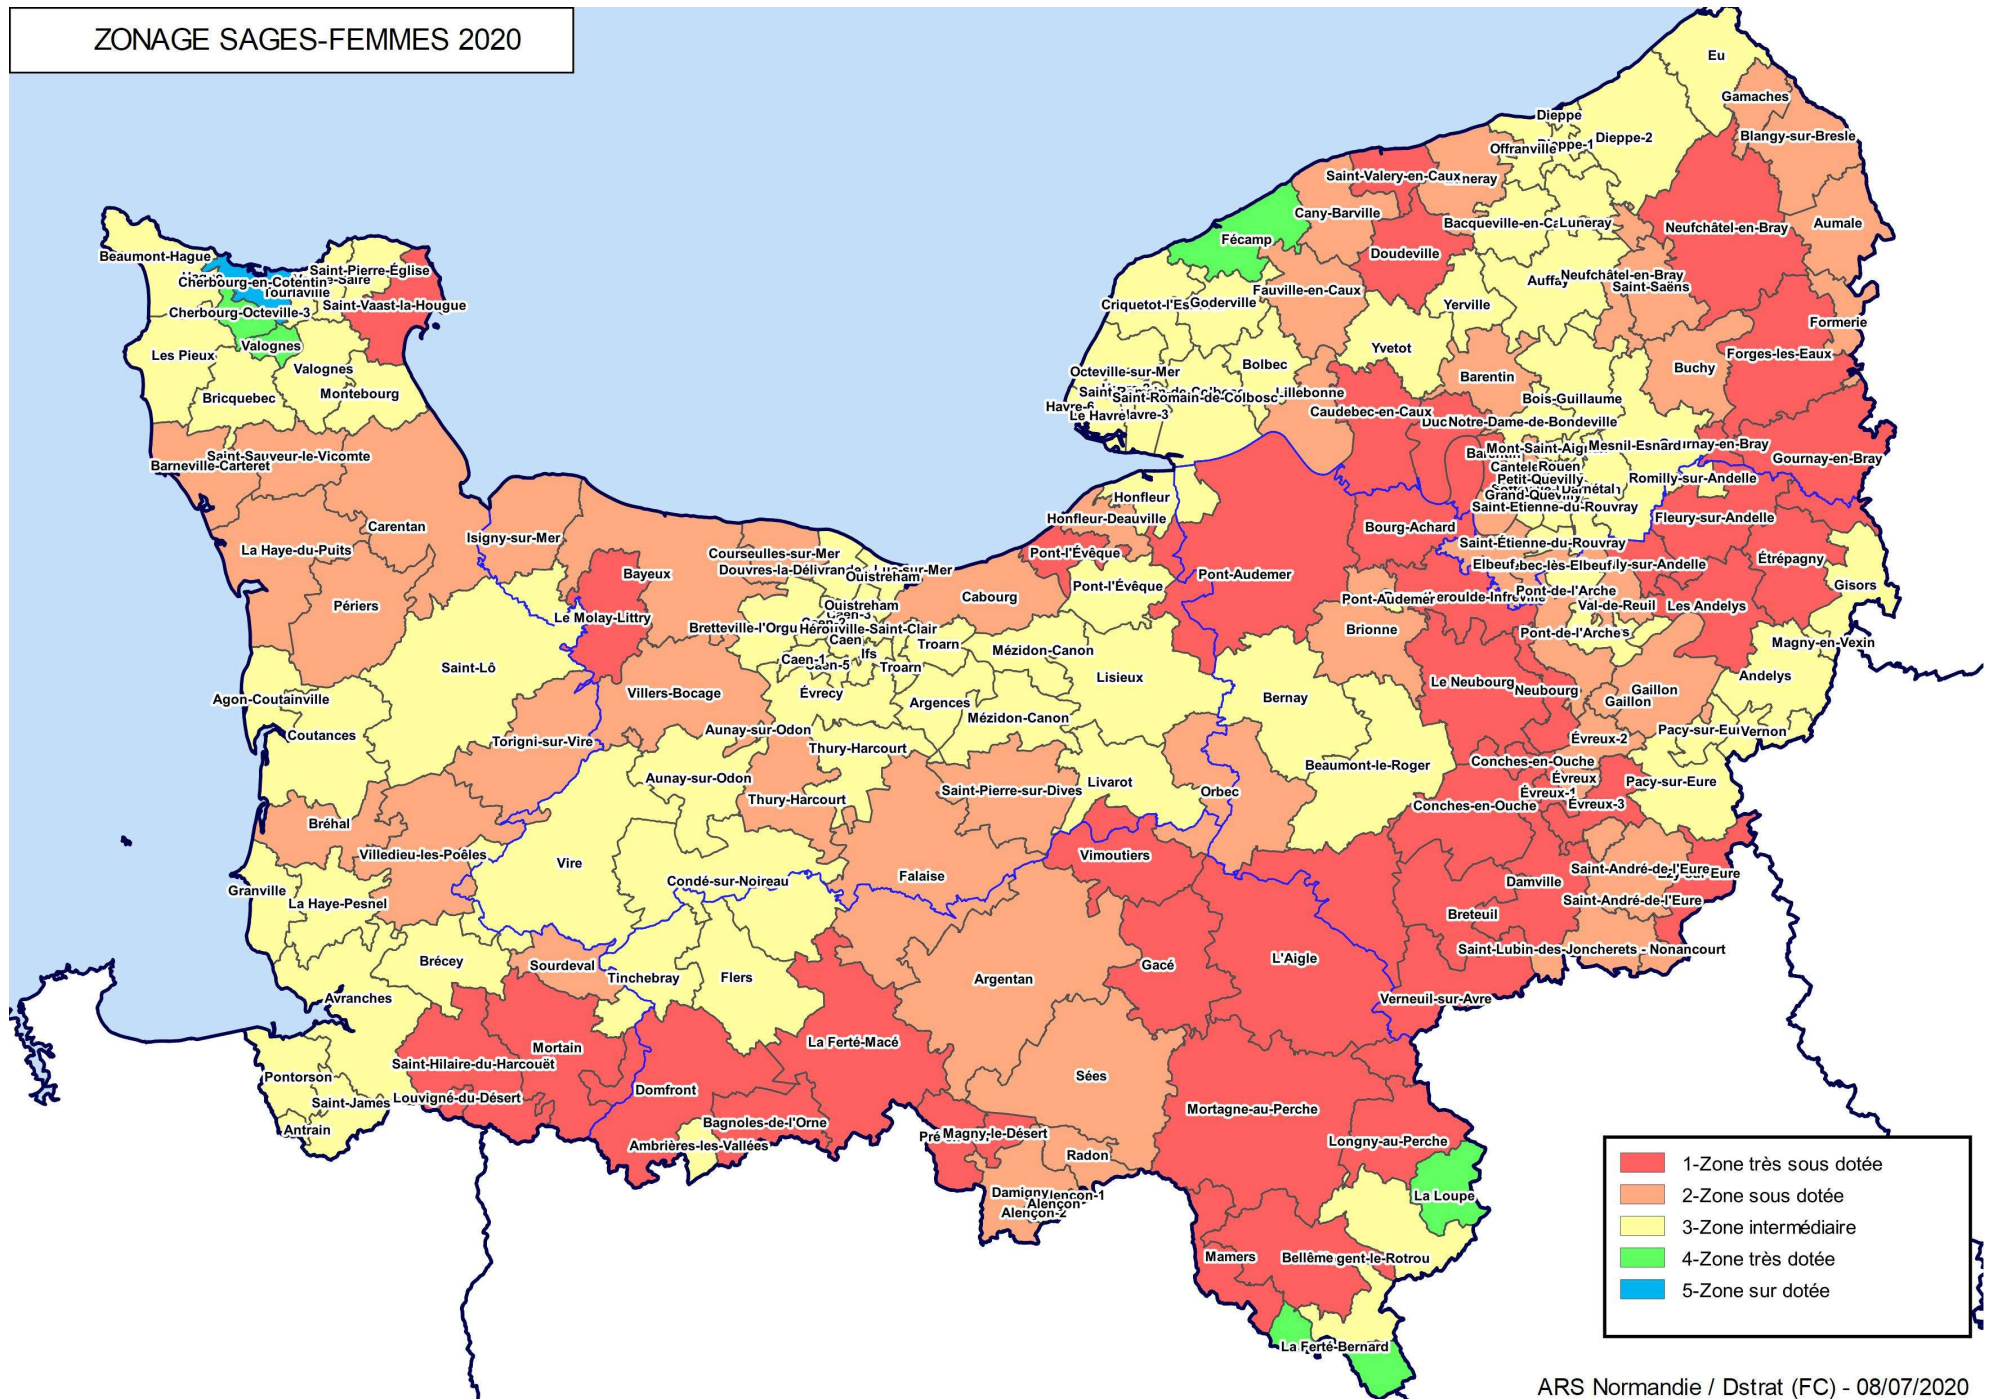 ZONAGE SAGES-FEMMES 2020
Eu
Gamaches
Dieppe
Dieppe-2
Blangy-sur-Bresle
Offranville
Saint-Valery-en-Caux
Cany-Barville
Bacqueville-en-
Luneray
Aumale
Neufchâtel-en-Bray
Fécamp
Doudeville
Beaumont-Hague
Saint-Pierre-Église
Cherbourg-en-Cotentin
Tourlaville
Saint-Vaast-la-Hougue
Cherbourg-Octeville-3
Neufchâtel-en-Bray
Saint-Saëns
Auffay
Fauville-en-Caux
Goderville
Yerville
Formerie
Valognes
Les Pieux
Yvetot
Forges-les-Eaux
Valognes
Bolbec
Buchy
Octeville-sur-Mer
Barentin
Montebourg
Bricquebec
Lillebonne
Saint-Romain-de-Colbosc
Bois-Guillaume
Le Havre
Caudebec-en-Caux
Notre-Dame-de-Bondeville
Saint-Sauveur-le-Vicomte
Barneville-Carteret
Mesnil-Esnard
Gournay-en-Bray
Rouen
Petit-Quevilly
Romilly-sur-Andelle
Grand-Quevilly
Honfleur
Saint-Etienne-du-Rouvray
Honfleur-Deauville
Fleury-sur-Andelle
Carentan
Bourg-Achard
Isigny-sur-Mer
Saint-Étienne-du-Rouvray
La Haye-du-Puits
Courseulles-sur-Mer
Pont-l'Évêque
Étrépagny
Elbeuf
Douvres-la-Délivrande
Ouistreham
Bayeux
Pont-Audemer
Pont-l'Évêque
Gisors
Pont-de-l'Arche
Cabourg
Pont-Audemer
Périers
Ouistreham
Val-de-Reuil
Les Andelys
Le Molay-Littry
Hérouville-Saint-Clair
Brionne
Pont-de-l'Arche
Caen
Troarn
Mézidon-Canon
Magny-en-Vexin
Ifs
Caen-1
Troarn
Saint-Lô
Lisieux
Andelys
Le Neubourg
Neubourg
Gaillon
Villers-Bocage
Évrecy
Gaillon
Agon-Coutainville
Argences
Bernay
Mézidon-Canon
Coutances
Aunay-sur-Odon
Vernon
Torigni-sur-Vire
Évreux-2
Thury-Harcourt
Conches-en-Ouche
Beaumont-le-Roger
Aunay-sur-Odon
Évreux
Livarot
Pacy-sur-Eure
Saint-Pierre-sur-Dives
Orbec
Thury-Harcourt
Conches-en-Ouche
Évreux-3
Bréhal
Villedieu-les-Poêles
Vimoutiers
Vire
Saint-André-de-l'Eure
Falaise
Condé-sur-Noireau
Damville
Granville
La Haye-Pesnel
Saint-André-de-l'Eure
Breteuil
Saint-Lubin-des-Joncherets - Nonancourt
Brécey
Sourdeval
L'Aigle
Gacé
Tinchebray
Flers
Argentan
Avranches
Verneuil-sur-Avre
La Ferté-Macé
Mortain
Saint-Hilaire-du-Harcouët
Pontorson
Sées
Domfront
Louvigné-du-Désert
Saint-James
Mortagne-au-Perche
Bagnoles-de-l'Orne
Antrain
Magny-le-Désert
Longny-au-Perche
Ambrières-les-Vallées
Radon
Damigny
Alençon
Alençon-2
La Loupe
Mamers
Bellême
La Ferté-Bernard
1-Zone très sous dotée
2-Zone sous dotée
3-Zone intermédiaire
4-Zone très dotée
5-Zone sur dotée
ARS Normandie / Dstrat (FC) - 08/07/2020